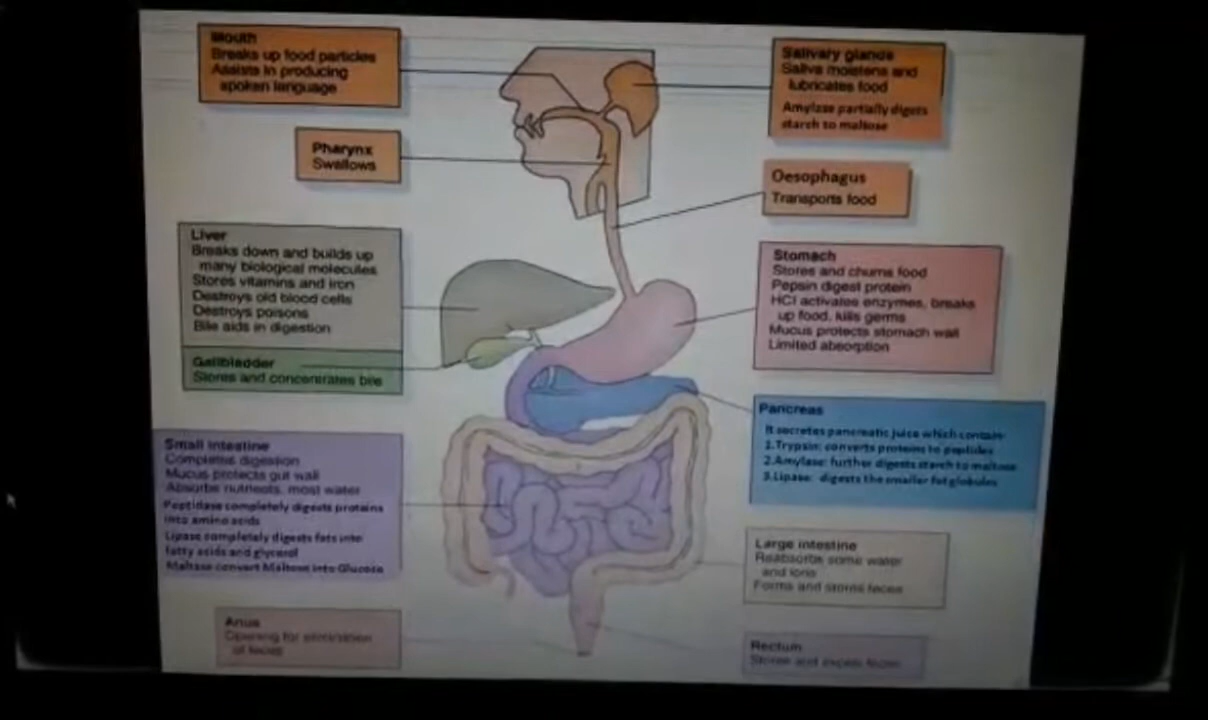 Mouth
Breaks up food particles
Assists in producing
spoken language
Salivary glands
Saliva moistens and
lubricates food
Amylase partially digets
starch to maltose
Pharynx
Swallows
Oesophagus
Transports food
Liver
Breaks down and builds up
many biological molecules
Stores vitamins and iron
Destroys old blood cells
Destroys poisons
Bile aids in digestion
Gallbladder
Stores and concentrates bile
Stomach
Stores and churns food
Pepsin digest protein
HCl activates enzymes, breaks
up food, kills germs
Mucus protects stomach wall
Limited absorption
Pancreas
It secretes pancreatic juice which contain-
1.Trypsin: converts proteins to peptides
2.Amylase: further digests starch to maltose
3.Lipase: digests the smaller fat globules
Small intestine
Completes digestion
Mucus protects gut wall
Absorbs nutrients, most water
Peptidase completely digests proteins
into amino acids
Lipase completely digests fats into
fatty acids and glycerol
Maltase convert Maltose into Glucose
Large intestine
Reabsorbs some water
and ions
Forms and stores feces
Anus
Opening for elimination
of feces
Rectum
Stores and expels feces